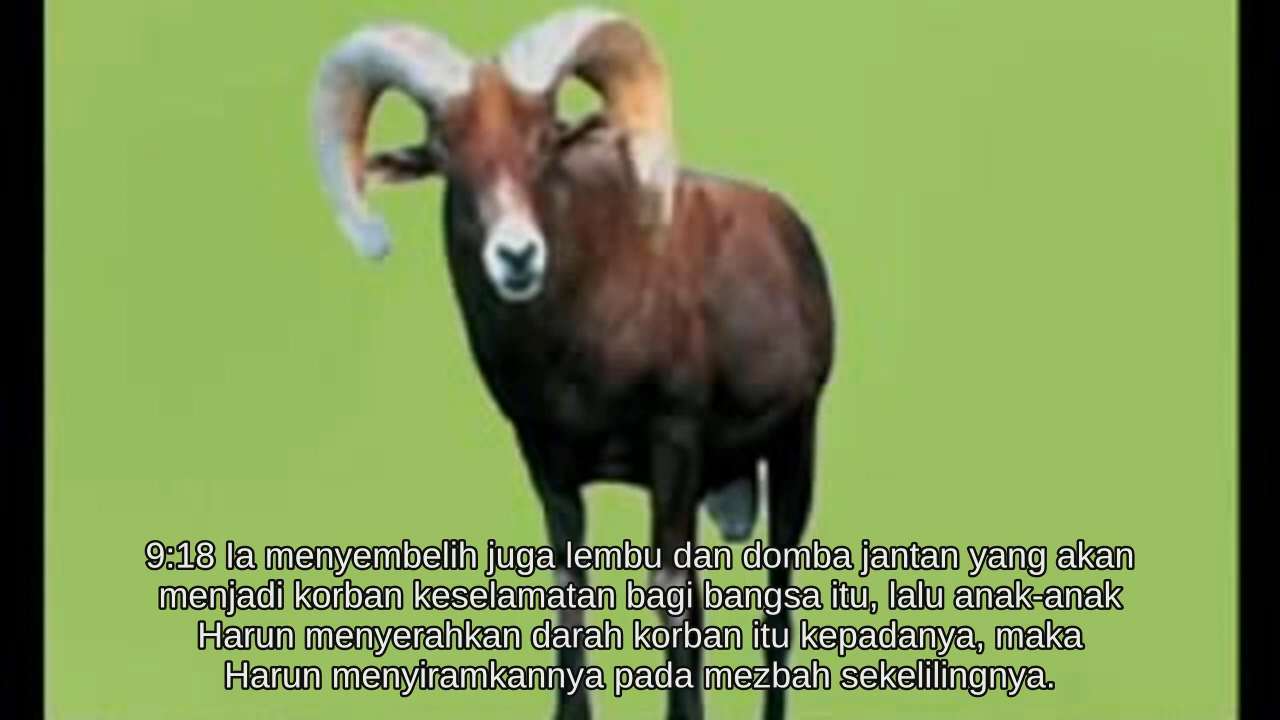 9:18 Ia menyembelih juga lembu dan domba jantan yang akan
menjadi korban keselamatan bagi bangsa itu, lalu anak-anak
Harun menyerahkan darah korban itu kepadanya, maka
Harun menyiramkannya pada mezbah sekelilingnya.